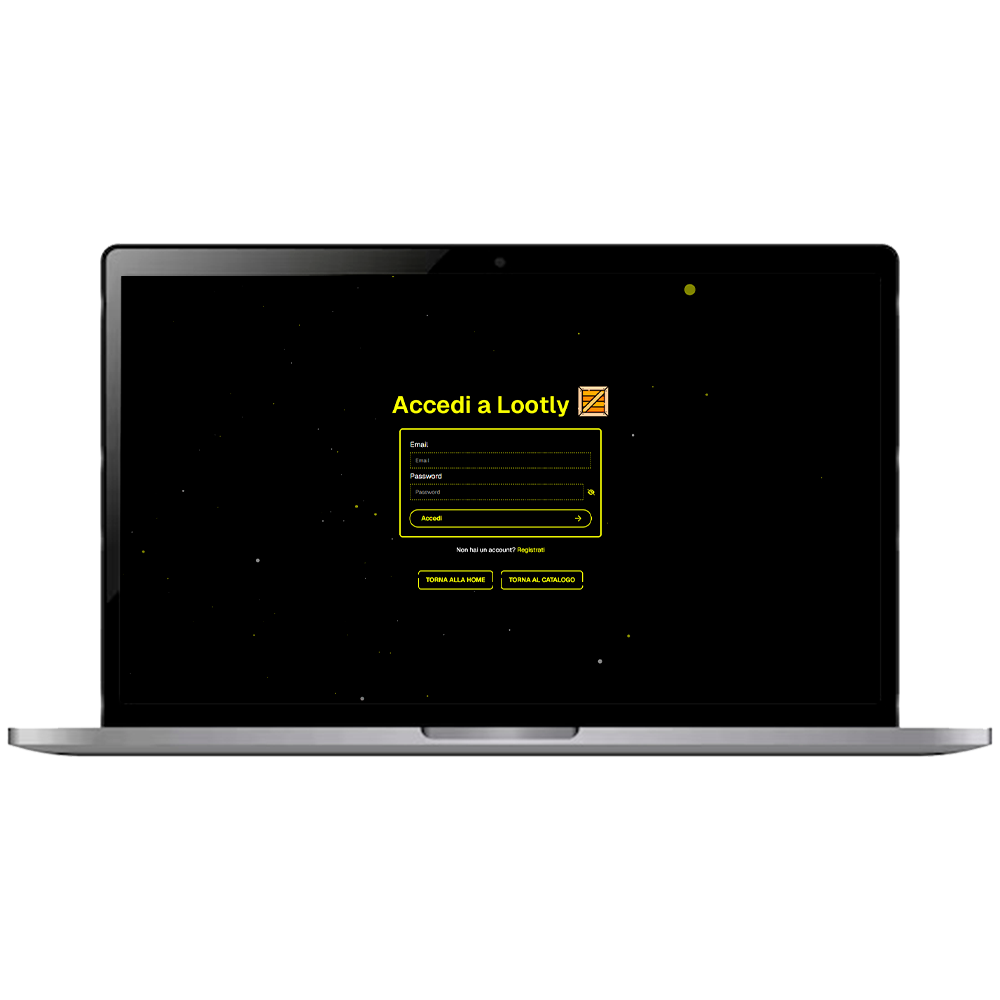 Accedi a Lootly
Email
Email
Password
Password
Accedi
Non hai un account? Registrati
TORNA ALLA HOME TORNA AL CATALOGO